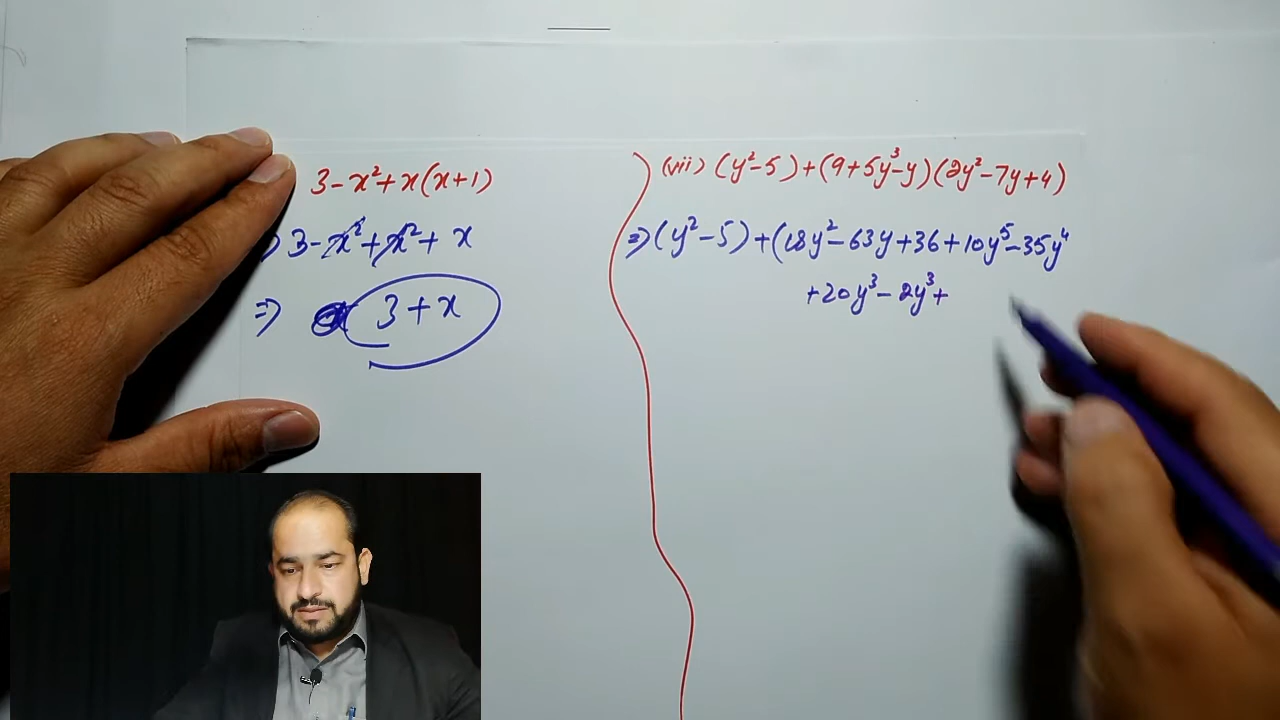 3-x²+x(x+1)
⇒ 3-x²+x²+x
⇒ 3+x
(vii) (y²-5)+(9+5y³-y)(2y²-7y+4)
⇒(y²-5)+(18y²-63y+36+10y⁵-35y⁴
+20y³-2y³+